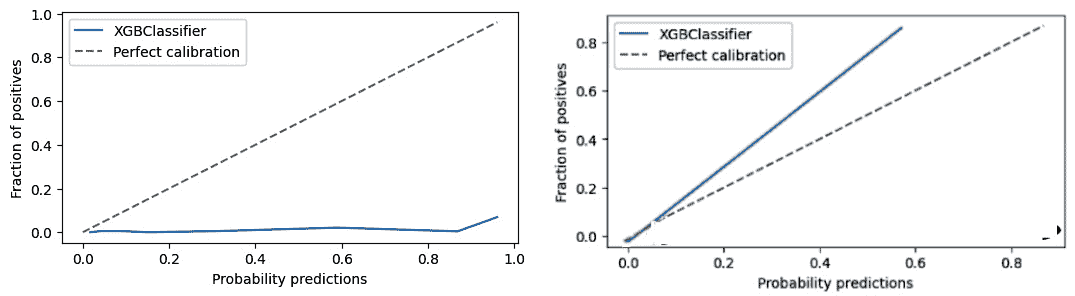 XGBClassifier
Perfect calibration
Fraction of positives
1.0
0.8
0.6
0.4
0.2
0.0
0.0 0.2 0.4 0.6 0.8 1.0
Probability predictions
XGBClassifier
Perfect calibration
Fraction of positives
0.8
0.6
0.4
0.2
0.0
0.0 0.2 0.4 0.6 0.8
Probability predictions